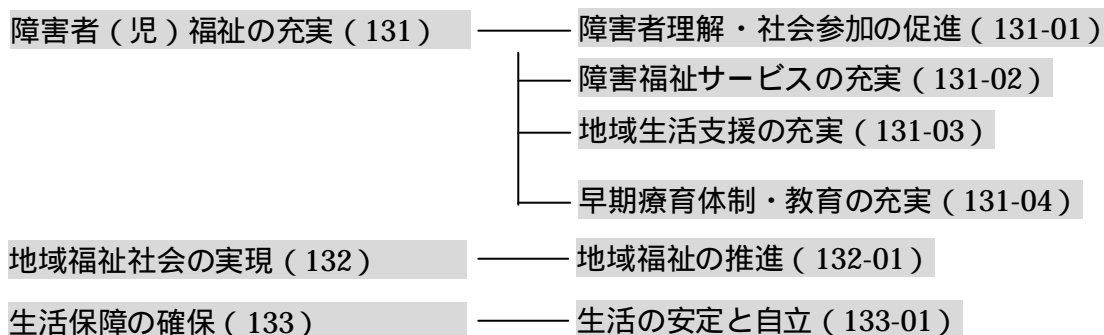 障害者（児）福祉の充実（131）
障害者理解・社会参加の促進（131-01）
障害福祉サービスの充実（131-02）
地域生活支援の充実（131-03）
早期療育体制・教育の充実（131-04）
地域福祉社会の実現（132）
地域福祉の推進（132-01）
生活保障の確保（133）
生活の安定と自立（133-01）